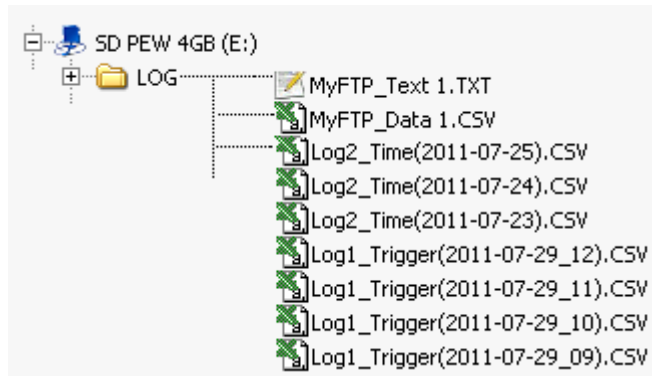 SD PEW 4GB (E:)
LOG
MyFTP_Text 1.TXT
MyFTP_Data 1.CSV
Log2_Time(2011-07-25).CSV
Log2_Time(2011-07-24).CSV
Log2_Time(2011-07-23).CSV
Log1_Trigger(2011-07-29_12).CSV
Log1_Trigger(2011-07-29_11).CSV
Log1_Trigger(2011-07-29_10).CSV
Log1_Trigger(2011-07-29_09).CSV